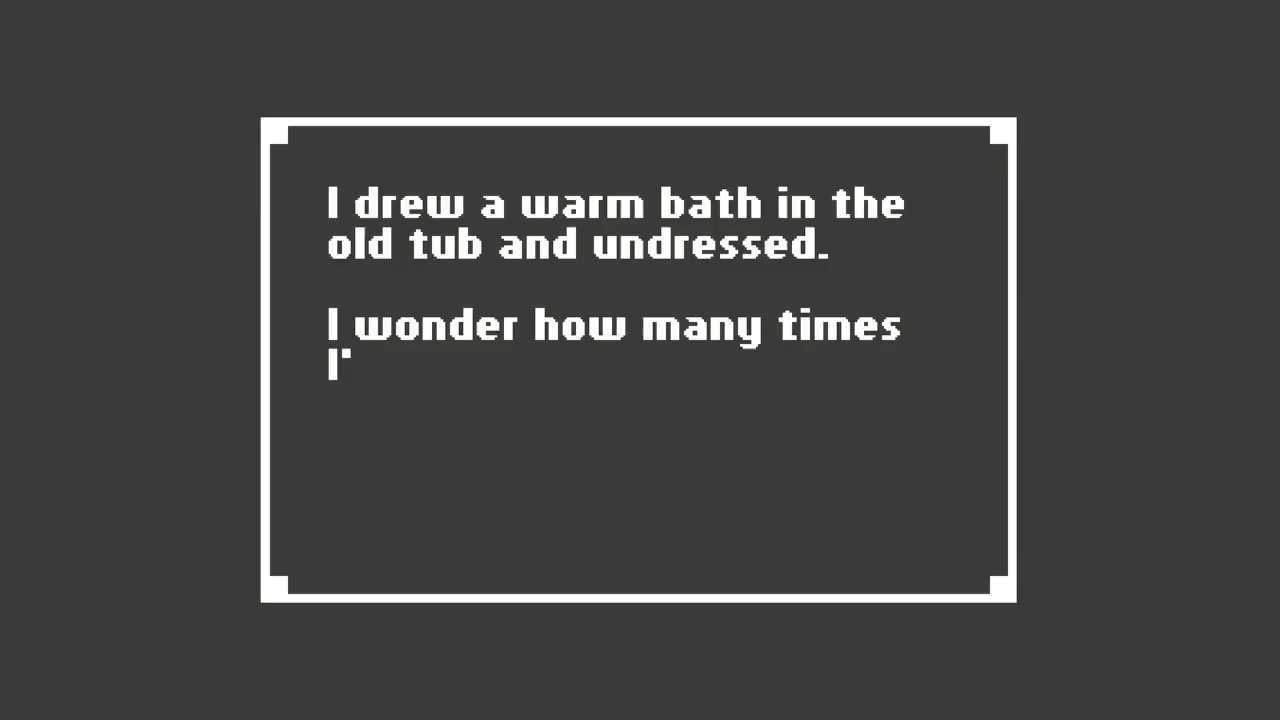 I drew a warm bath in the
old tub and undressed.
I wonder how many times
I'